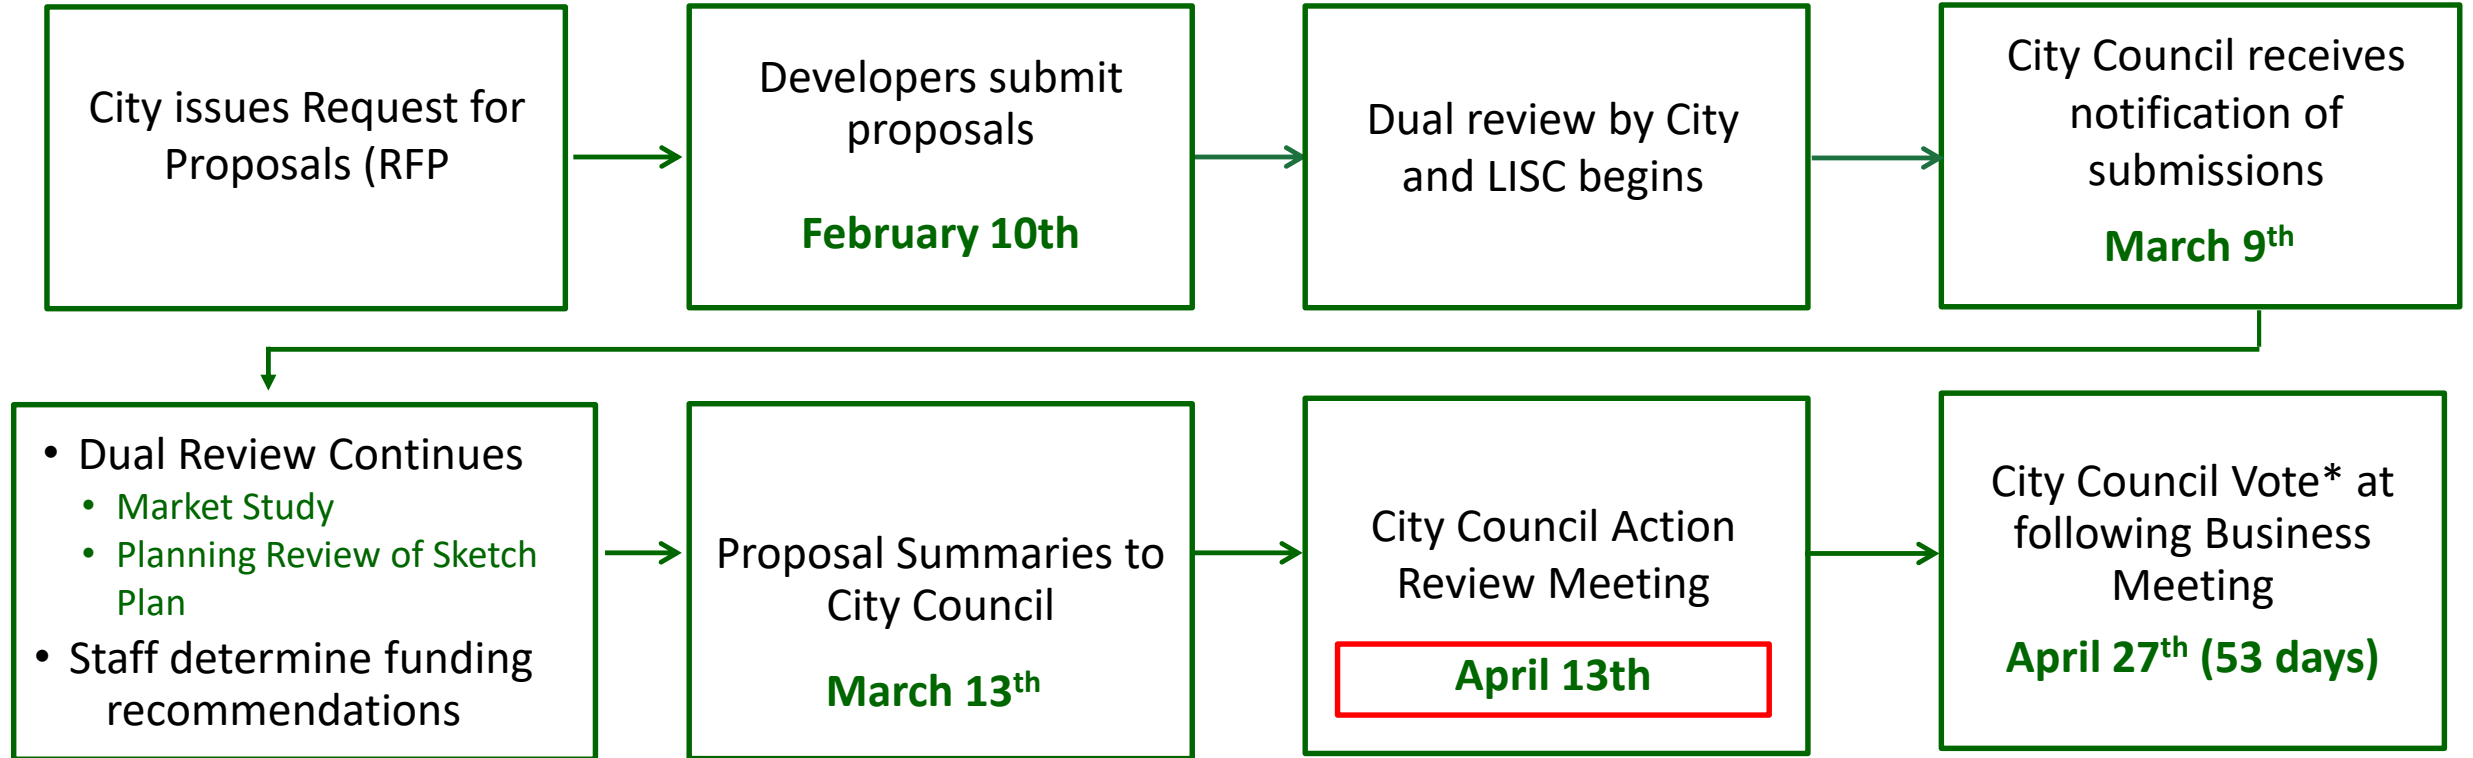 City issues Request for
Proposals (RFP
Developers submit
proposals
February 10th
Dual review by City
and LISC begins
City Council receives
notification of
submissions
March 9th
• Dual Review Continues
• Market Study
• Planning Review of Sketch
Plan
• Staff determine funding
recommendations
Proposal Summaries to
City Council
March 13th
City Council Action
Review Meeting
April 13th
City Council Vote* at
following Business
Meeting
April 27th (53 days)